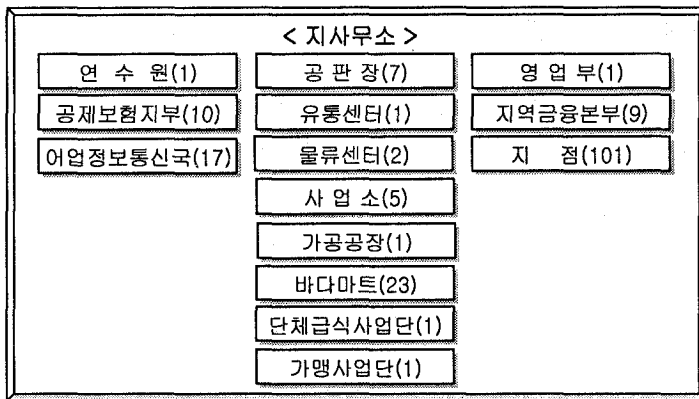 < 지사무소 >
연 수 원(1) 공 판 장(7) 영 업 부(1)
공제보험지부(10) 유통센터(1) 지역금융본부(9)
어업정보통신국(17) 물류센터(2) 지 점(101)
사 업 소(5)
가공공장(1)
바다마트(23)
단체급식사업단(1)
가맹사업단(1)